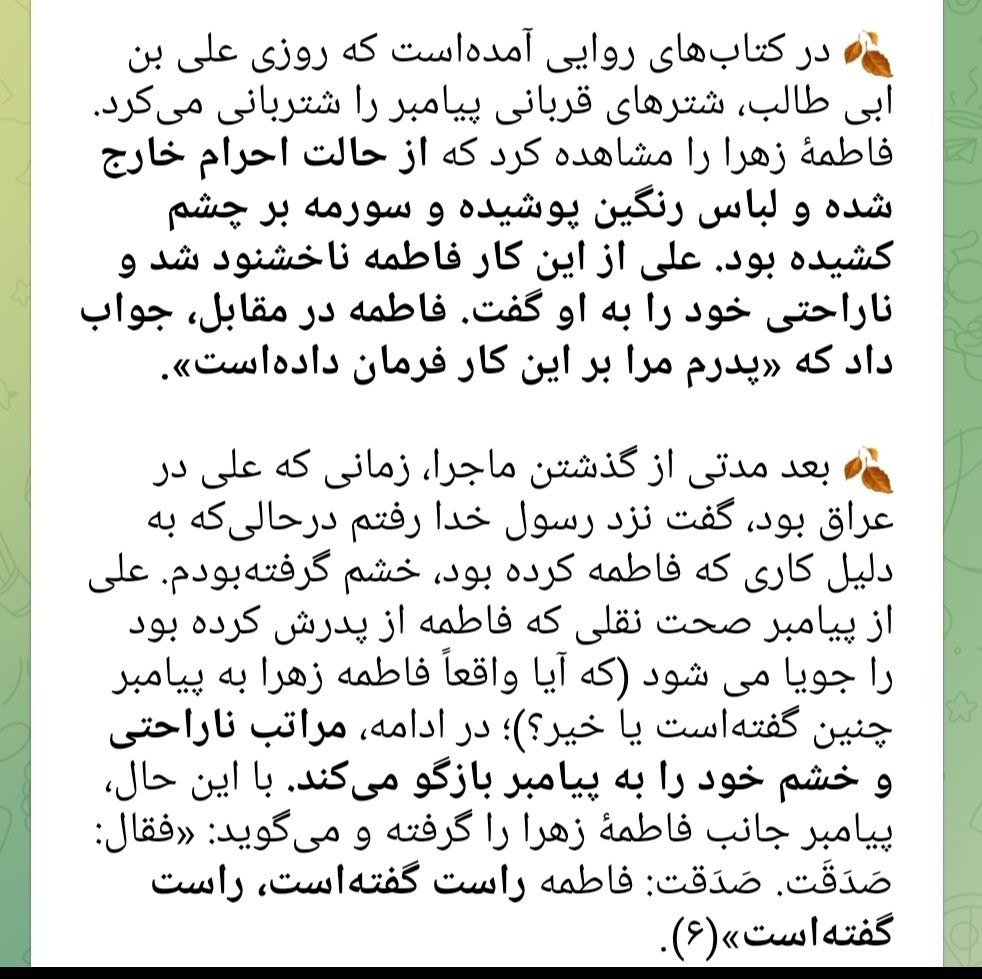 🍂 در کتاب‌های روایی آمده‌است که روزی علی بن
ابی طالب، شترهای قربانی پیامبر را شتربانی می‌کرد.
فاطمهٔ زهرا را مشاهده کرد که از حالت احرام خارج
شده و لباس رنگین پوشیده و سورمه بر چشم
کشیده بود. علی از این کار فاطمه ناخشنود شد و
ناراحتی خود را به او گفت. فاطمه در مقابل، جواب
داد که «پدرم مرا بر این کار فرمان داده‌است».
🍂 بعد مدتی از گذشتن ماجرا، زمانی که علی در
عراق بود، گفت نزد رسول خدا رفتم درحالی‌که به
دلیل کاری که فاطمه کرده بود، خشم گرفته‌بودم. علی
از پیامبر صحت نقلی که فاطمه از پدرش کرده بود
را جویا می شود (که آیا واقعاً فاطمه زهرا به پیامبر
چنین گفته‌است یا خیر؟)؛ در ادامه، مراتب ناراحتی
و خشم خود را به پیامبر بازگو می‌کند. با این حال،
پیامبر جانب فاطمهٔ زهرا را گرفته و می‌گوید: «فقال:
صَدَقَت. صَدَقت: فاطمه راست گفته‌است، راست
گفته‌است»(۶).